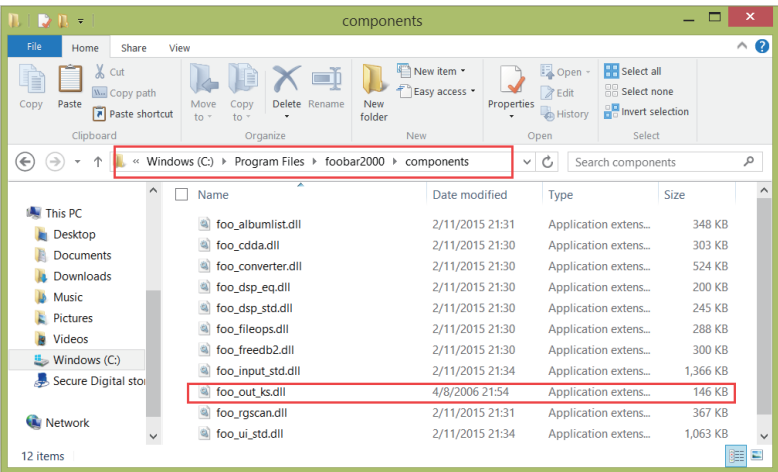 components
File Home Share View
Copy Paste Cut Copy path Paste shortcut Move to Copy to Delete Rename New folder New item Easy access Properties Open Edit History Select all Select none Invert selection
Clipboard Organize New Open Select
« Windows (C:) Program Files foobar2000 components Search components
Name Date modified Type Size
This PC
Desktop
Documents
Downloads
Music
Pictures
Videos
Windows (C:)
Secure Digital stor
Network
foo_albumlist.dll 2/11/2015 21:31 Application extens... 348 KB
foo_cdda.dll 2/11/2015 21:30 Application extens... 303 KB
foo_converter.dll 2/11/2015 21:30 Application extens... 524 KB
foo_dsp_eq.dll 2/11/2015 21:30 Application extens... 200 KB
foo_dsp_std.dll 2/11/2015 21:30 Application extens... 245 KB
foo_fileops.dll 2/11/2015 21:30 Application extens... 288 KB
foo_freedb2.dll 2/11/2015 21:30 Application extens... 300 KB
foo_input_std.dll 2/11/2015 21:34 Application extens... 1,366 KB
foo_out_ks.dll 4/8/2006 21:54 Application extens... 146 KB
foo_rgscan.dll 2/11/2015 21:31 Application extens... 367 KB
foo_ui_std.dll 2/11/2015 21:34 Application extens... 1,063 KB
12 items